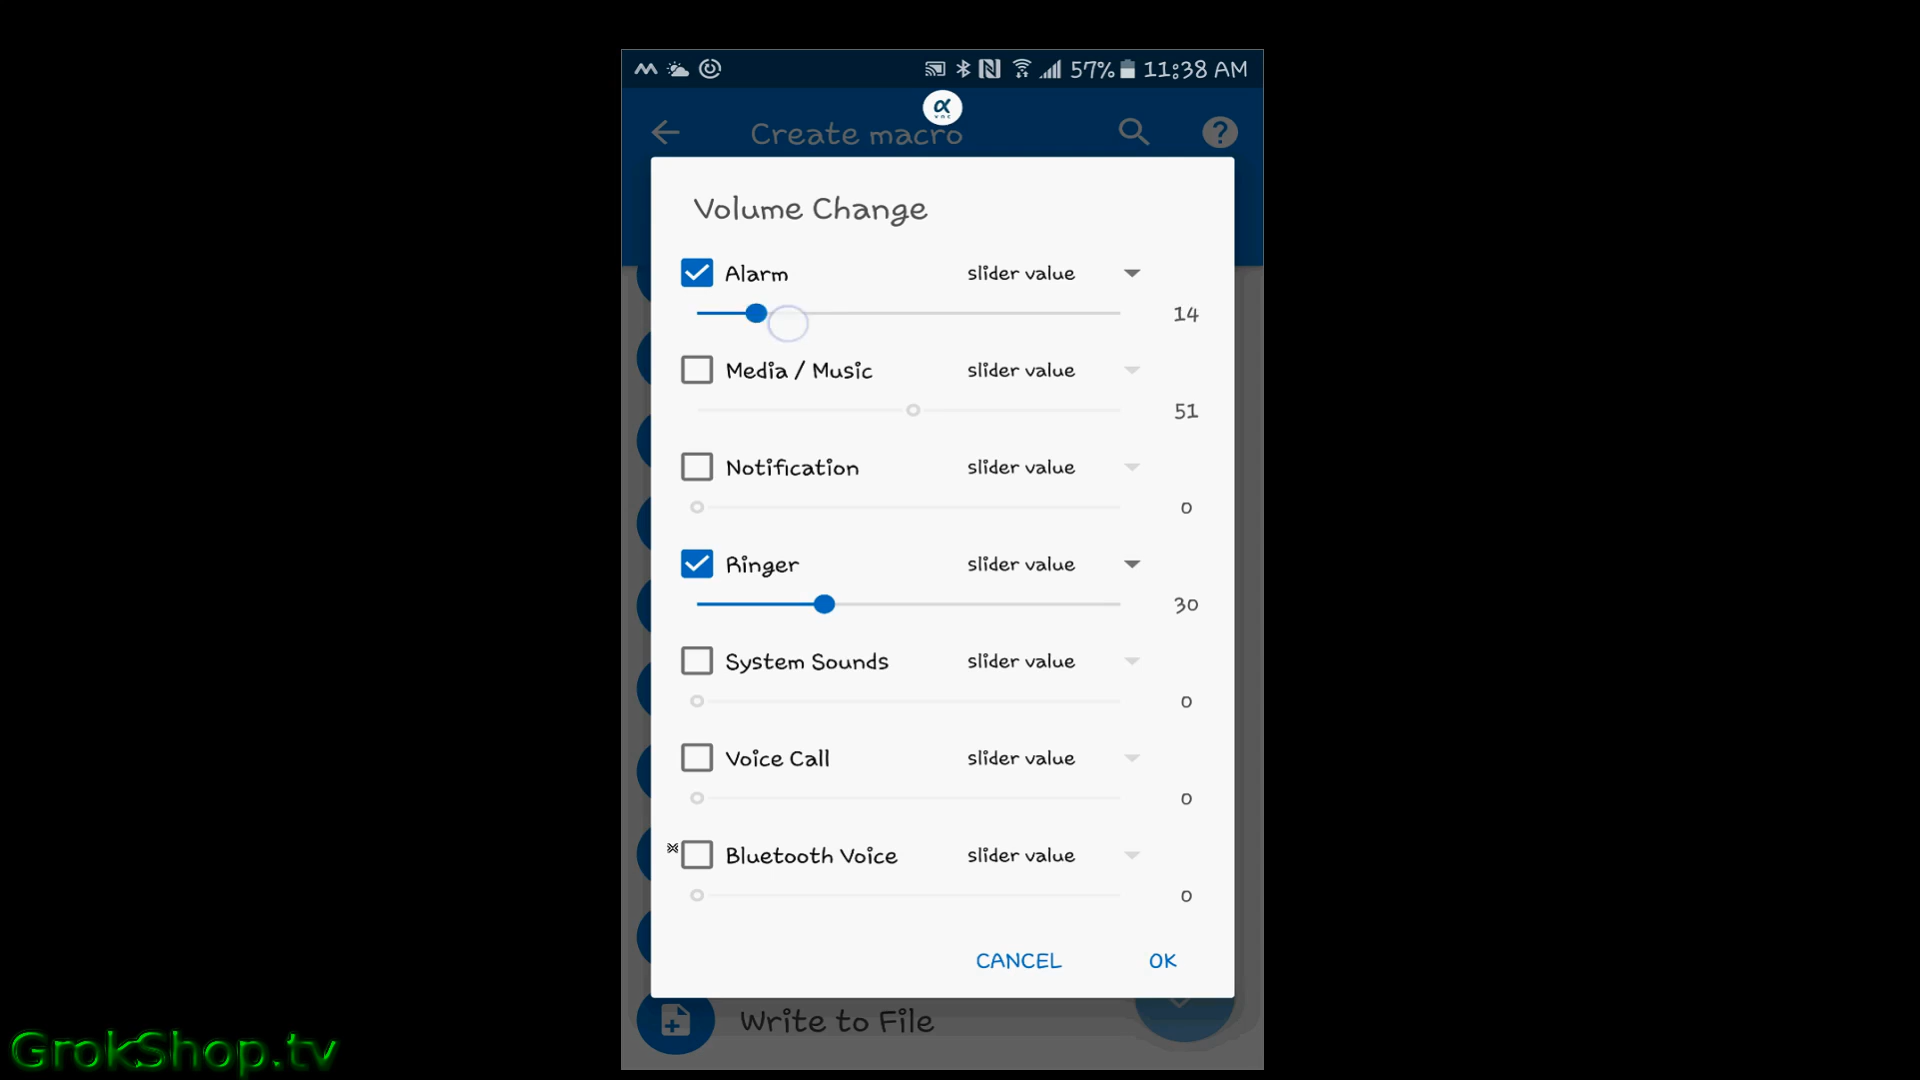 57% 11:38 AM
α
vnc
Create macro
?
Volume Change
Alarm slider value
14
Media / Music slider value
51
Notification slider value
0
Ringer slider value
30
System Sounds slider value
0
Voice Call slider value
0
Bluetooth Voice slider value
0
CANCEL OK
Write to File
GrokShop.tv